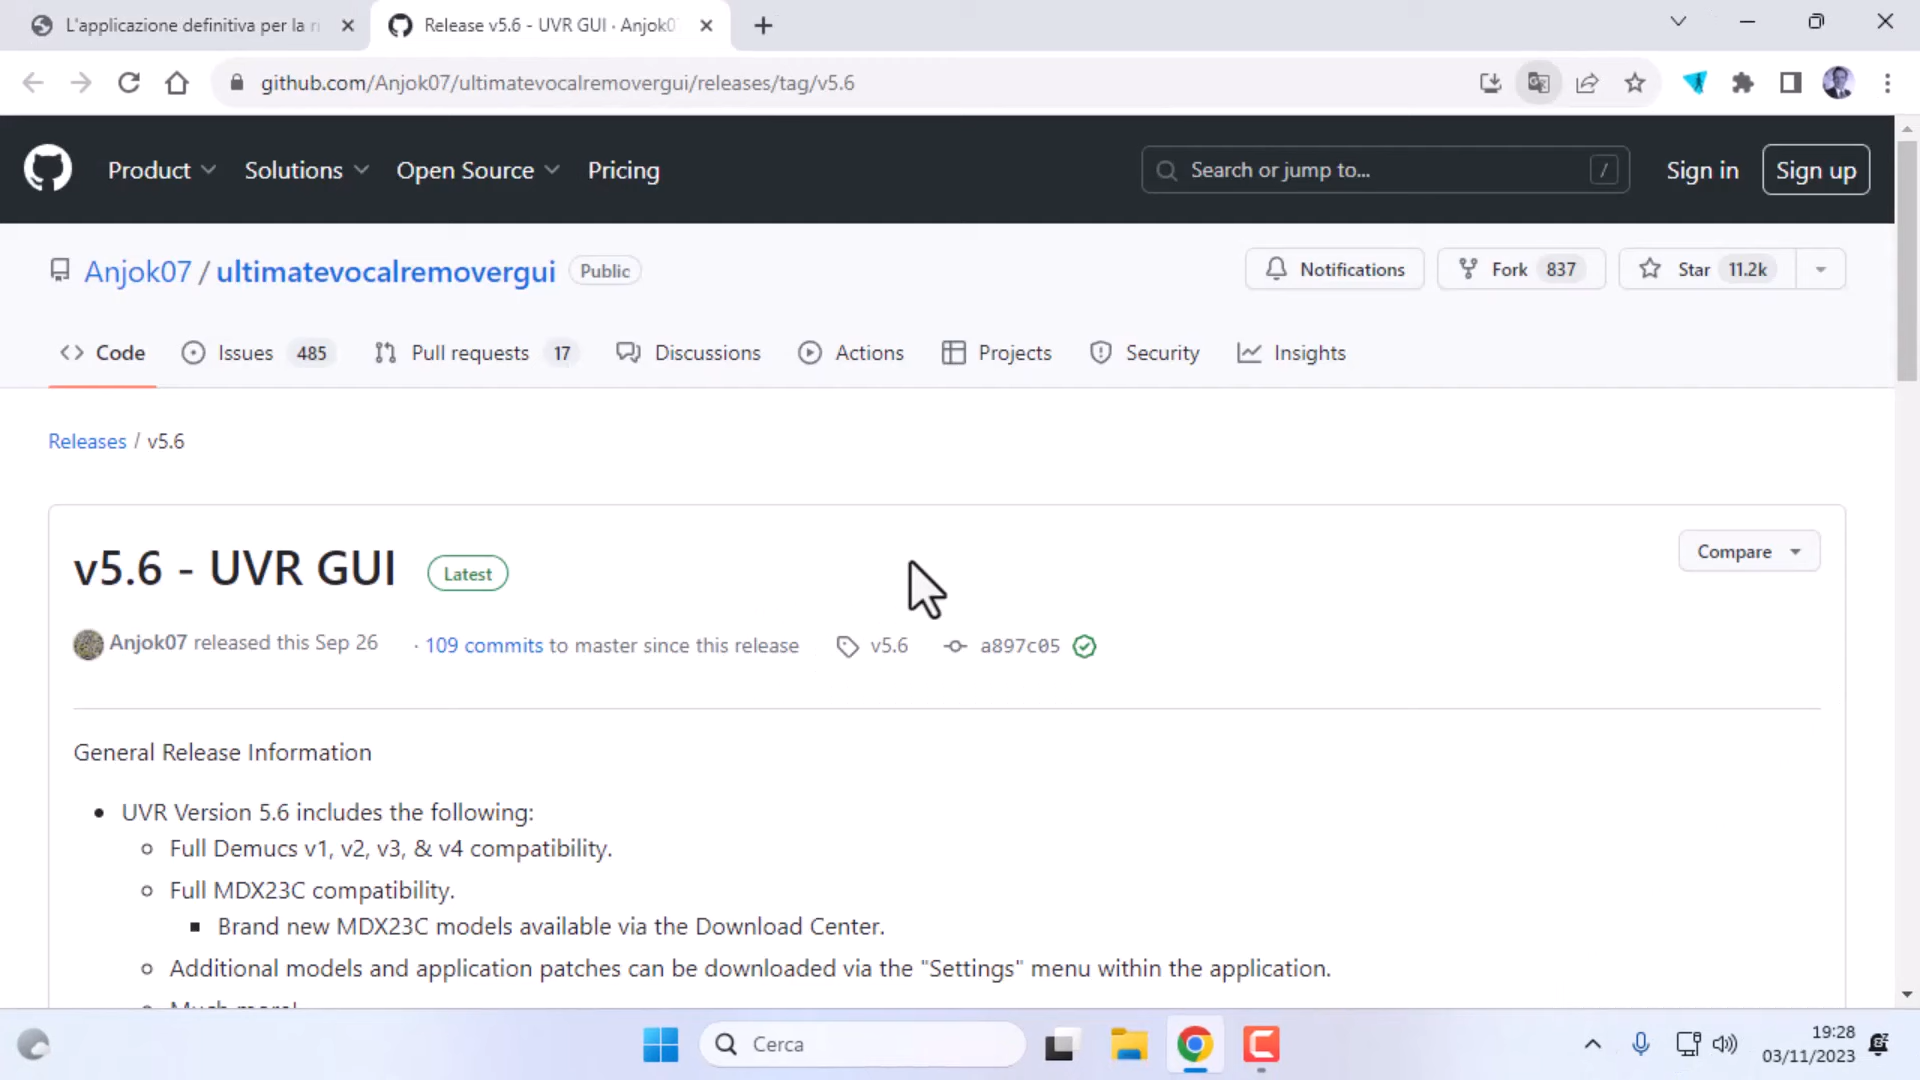 L'applicazione definitiva per la r
Release v5.6 - UVR GUI · Anjok0
github.com/Anjok07/ultimatevocalremovergui/releases/tag/v5.6
Product Solutions Open Source Pricing Search or jump to... / Sign in Sign up
Anjok07 / ultimatevocalremovergui Public Notifications Fork 837 Star 11.2k
Code Issues 485 Pull requests 17 Discussions Actions Projects Security Insights
Releases / v5.6
v5.6 - UVR GUI Latest Compare
Anjok07 released this Sep 26 · 109 commits to master since this release v5.6 a897c05
General Release Information
UVR Version 5.6 includes the following:
Full Demucs v1, v2, v3, & v4 compatibility.
Full MDX23C compatibility.
Brand new MDX23C models available via the Download Center.
Additional models and application patches can be downloaded via the "Settings" menu within the application.
Much more!
Cerca
19:28
03/11/2023